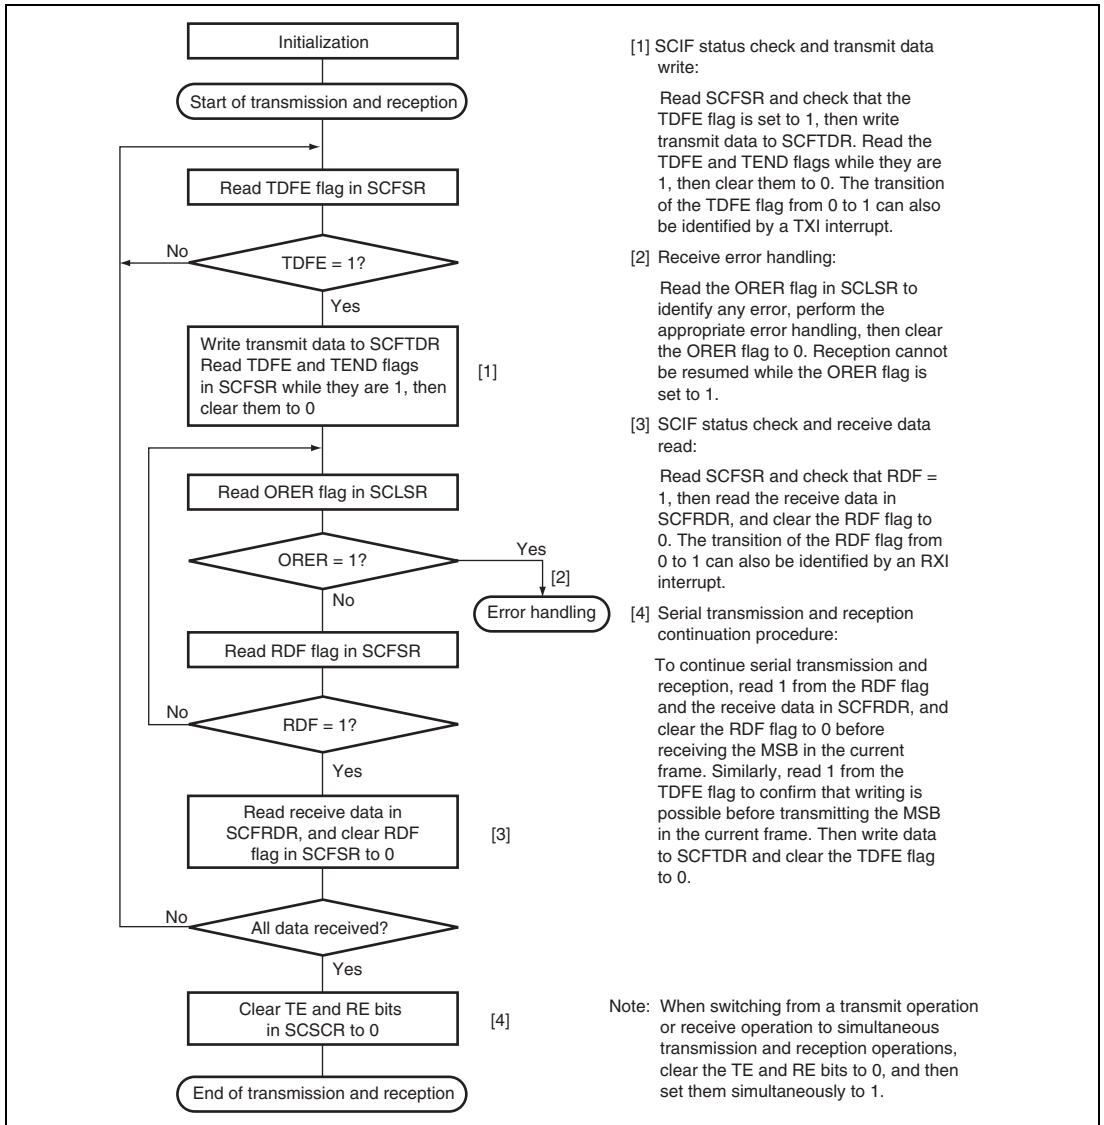 Initialization
Start of transmission and reception
Read TDFE flag in SCFSR
No
TDFE = 1?
Yes
Write transmit data to SCFTDR
Read TDFE and TEND flags
in SCFSR while they are 1, then
clear them to 0
[1]
Read ORER flag in SCLSR
ORER = 1?
Yes
[2]
Error handling
No
Read RDF flag in SCFSR
No
RDF = 1?
Yes
Read receive data in
SCFRDR, and clear RDF
flag in SCFSR to 0
[3]
No
All data received?
Yes
Clear TE and RE bits
in SCSCR to 0
[4]
End of transmission and reception
[1] SCIF status check and transmit data
write:
Read SCFSR and check that the
TDFE flag is set to 1, then write
transmit data to SCFTDR. Read the
TDFE and TEND flags while they are
1, then clear them to 0. The transition
of the TDFE flag from 0 to 1 can also
be identified by a TXI interrupt.
[2] Receive error handling:
Read the ORER flag in SCLSR to
identify any error, perform the
appropriate error handling, then clear
the ORER flag to 0. Reception cannot
be resumed while the ORER flag is
set to 1.
[3] SCIF status check and receive data
read:
Read SCFSR and check that RDF =
1, then read the receive data in
SCFRDR, and clear the RDF flag to
0. The transition of the RDF flag from
0 to 1 can also be identified by an RXI
interrupt.
[4] Serial transmission and reception
continuation procedure:
To continue serial transmission and
reception, read 1 from the RDF flag
and the receive data in SCFRDR, and
clear the RDF flag to 0 before
receiving the MSB in the current
frame. Similarly, read 1 from the
TDFE flag to confirm that writing is
possible before transmitting the MSB
in the current frame. Then write data
to SCFTDR and clear the TDFE flag
to 0.
Note: When switching from a transmit operation
or receive operation to simultaneous
transmission and reception operations,
clear the TE and RE bits to 0, and then
set them simultaneously to 1.